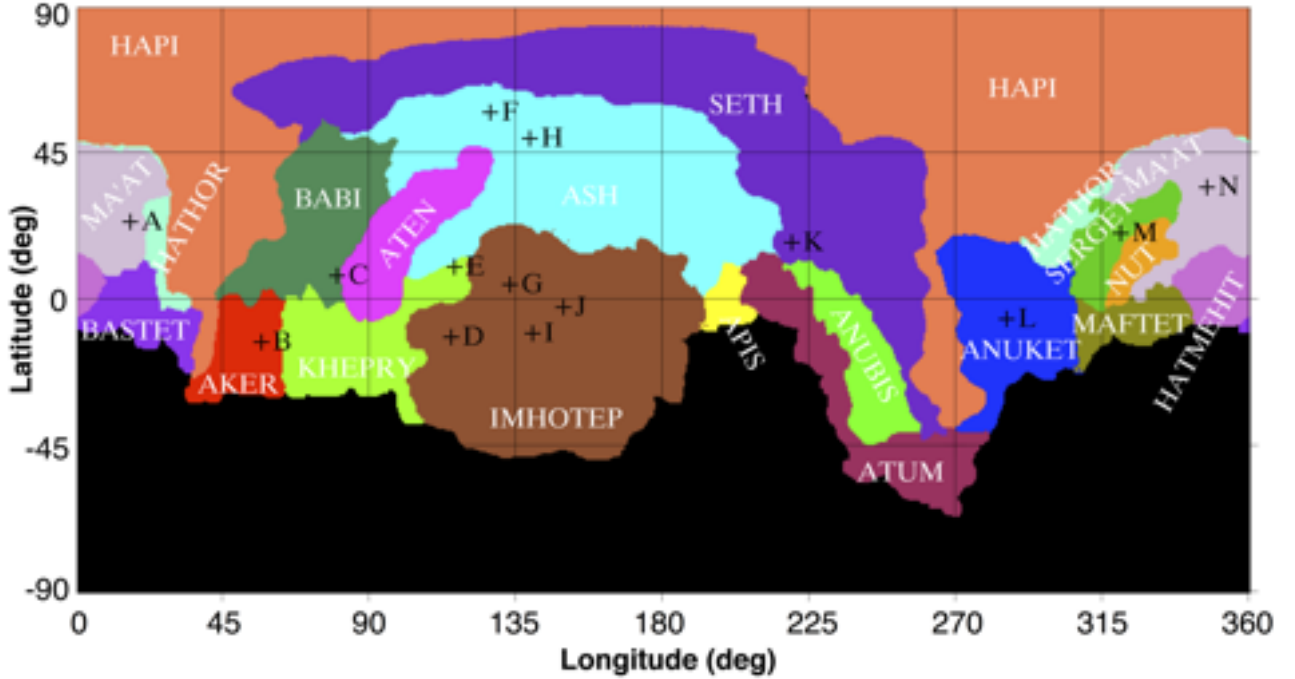 90
HAPI
HAPI
SETH
+F
+H
45
MA'AT
HATHOR
BABI
ATEN
ASH
HATHOR
MA'AT
SERGET
+N
+A
+K
+M
NUT
+C
+E
+G
+J
0
BASTET
+B
+D
+I
+L
AKER
KHEPRY
IMHOTEP
APIS
ANUBIS
ANUKET
MAFTET
HATMEHIT
-45
ATUM
-90
0 45 90 135 180 225 270 315 360
Longitude (deg)
Latitude (deg)